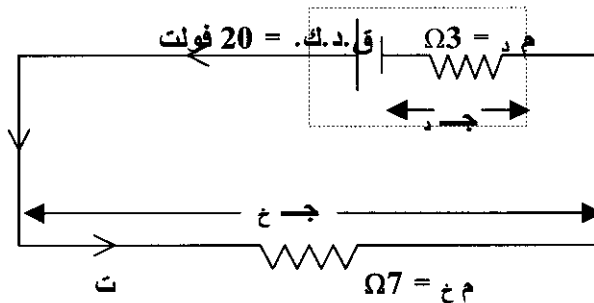 ق.د.ك. = 20 فولت
م د = 3Ω
جـ د
جـ خ
ت
م خ = 7Ω